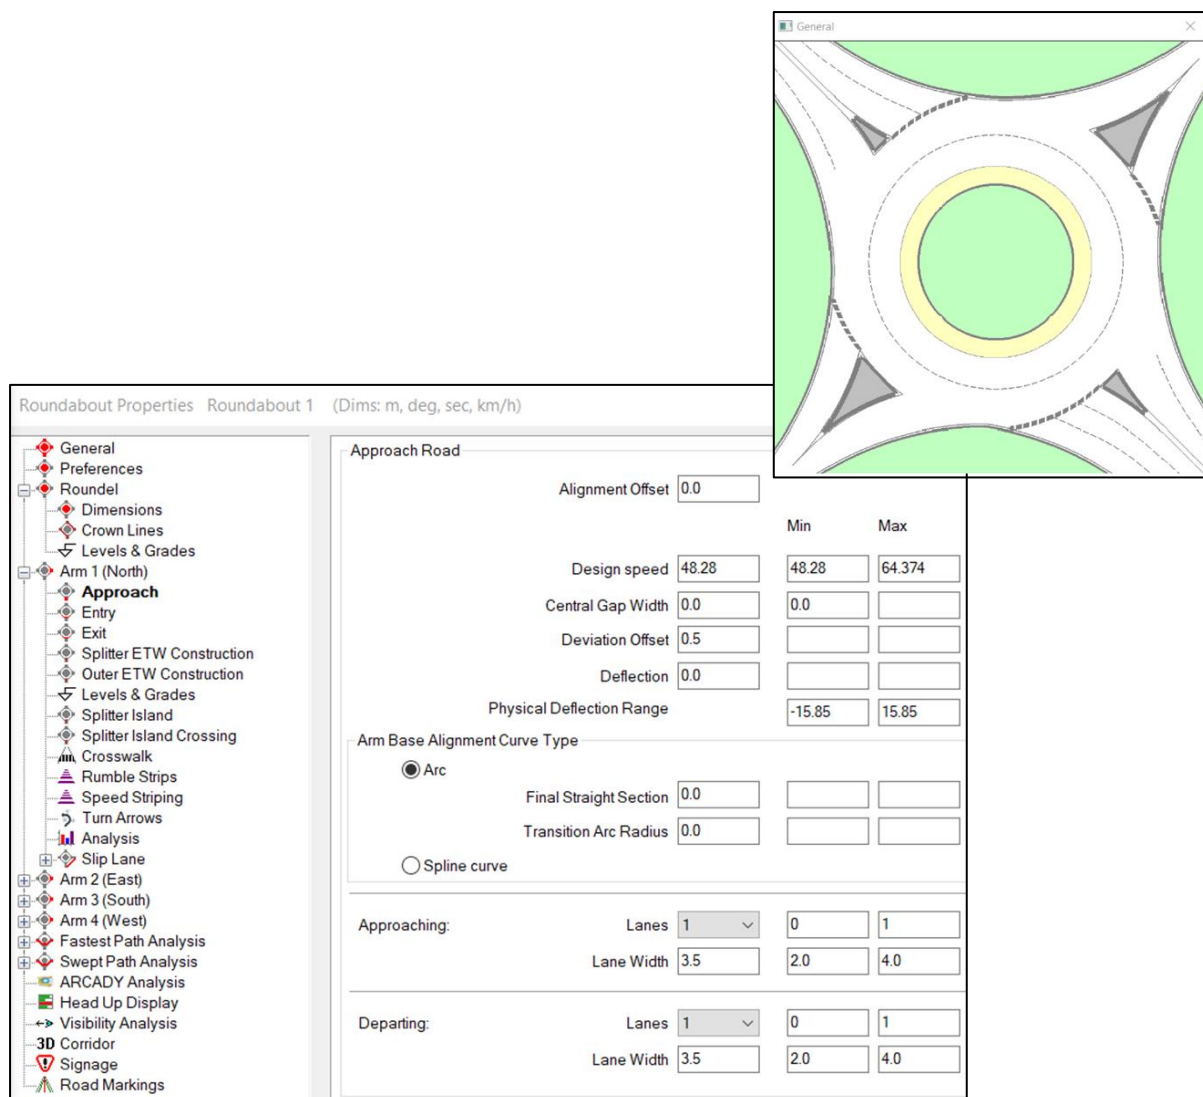 General
Roundabout Properties Roundabout 1 (Dims: m, deg, sec, km/h)
General
Preferences
Roundel
Dimensions
Crown Lines
Levels & Grades
Arm 1 (North)
Approach
Entry
Exit
Splitter ETW Construction
Outer ETW Construction
Levels & Grades
Splitter Island
Splitter Island Crossing
Crosswalk
Rumble Strips
Speed Striping
Turn Arrows
Analysis
Slip Lane
Arm 2 (East)
Arm 3 (South)
Arm 4 (West)
Fastest Path Analysis
Swept Path Analysis
ARCADY Analysis
Head Up Display
Visibility Analysis
3D Corridor
Signage
Road Markings
Approach Road
Alignment Offset 0.0
Min Max
Design speed 48.28 48.28 64.374
Central Gap Width 0.0 0.0
Deviation Offset 0.5
Deflection 0.0
Physical Deflection Range -15.85 15.85
Arm Base Alignment Curve Type
Arc
Final Straight Section 0.0
Transition Arc Radius 0.0
Spline curve
Approaching: Lanes 1 0 1
Lane Width 3.5 2.0 4.0
Departing: Lanes 1 0 1
Lane Width 3.5 2.0 4.0